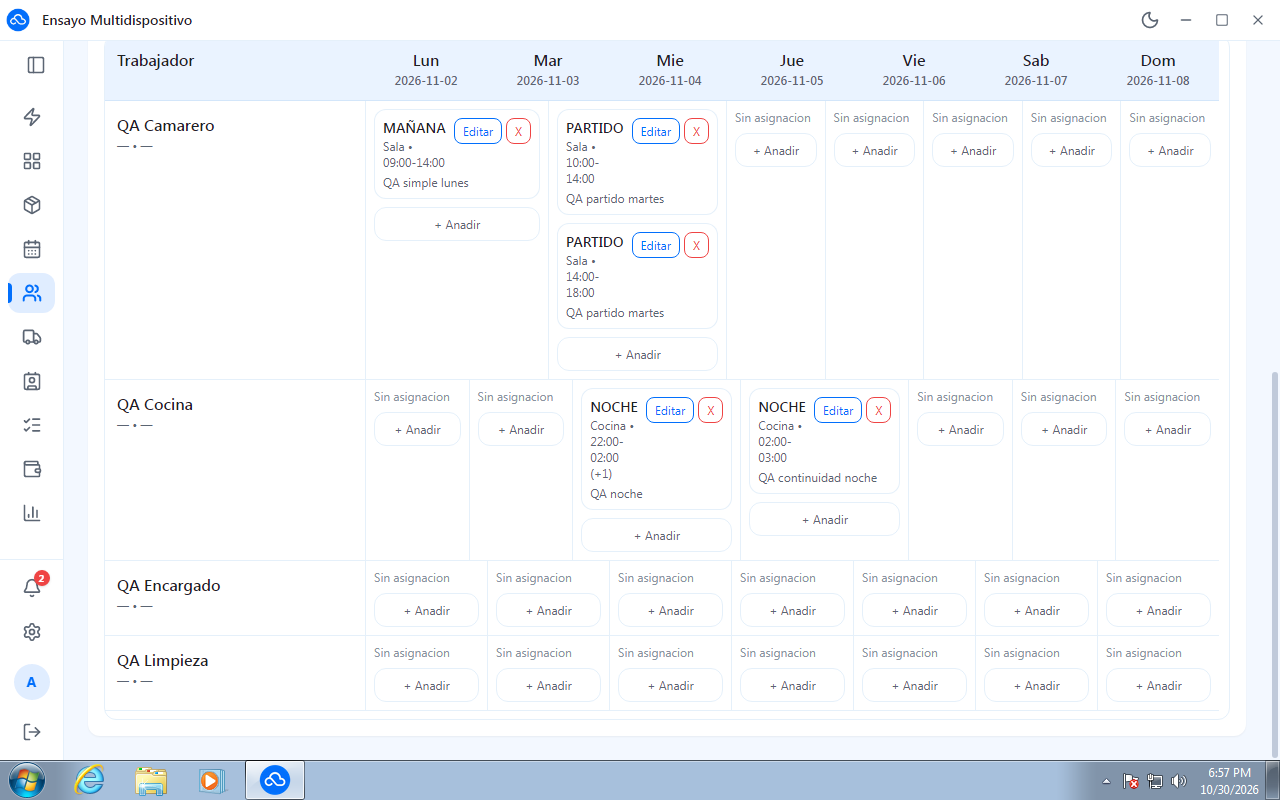 Ensayo Multidispositivo
Trabajador
Lun
Mar
Mie
Jue
Vie
Sab
Dom
2026-11-02
2026-11-03
2026-11-04
2026-11-05
2026-11-06
2026-11-07
2026-11-08
QA Camarero
— • —
MAÑANA
Editar
X
Sala •
09:00-14:00
QA simple lunes
+ Anadir
PARTIDO
Editar
X
Sala •
10:00-
14:00
QA partido martes
PARTIDO
Editar
X
Sala •
14:00-
18:00
QA partido martes
+ Anadir
Sin asignacion
+ Anadir
Sin asignacion
+ Anadir
Sin asignacion
+ Anadir
Sin asignacion
+ Anadir
Sin asignacion
+ Anadir
QA Cocina
— • —
Sin asignacion
+ Anadir
Sin asignacion
+ Anadir
NOCHE
Editar
X
Cocina •
22:00-
02:00
(+1)
QA noche
+ Anadir
NOCHE
Editar
X
Cocina •
02:00-
03:00
QA continuidad noche
+ Anadir
Sin asignacion
+ Anadir
Sin asignacion
+ Anadir
Sin asignacion
+ Anadir
QA Encargado
— • —
Sin asignacion
+ Anadir
Sin asignacion
+ Anadir
Sin asignacion
+ Anadir
Sin asignacion
+ Anadir
Sin asignacion
+ Anadir
Sin asignacion
+ Anadir
Sin asignacion
+ Anadir
QA Limpieza
— • —
Sin asignacion
+ Anadir
Sin asignacion
+ Anadir
Sin asignacion
+ Anadir
Sin asignacion
+ Anadir
Sin asignacion
+ Anadir
Sin asignacion
+ Anadir
Sin asignacion
+ Anadir
2
A
6:57 PM
10/30/2026